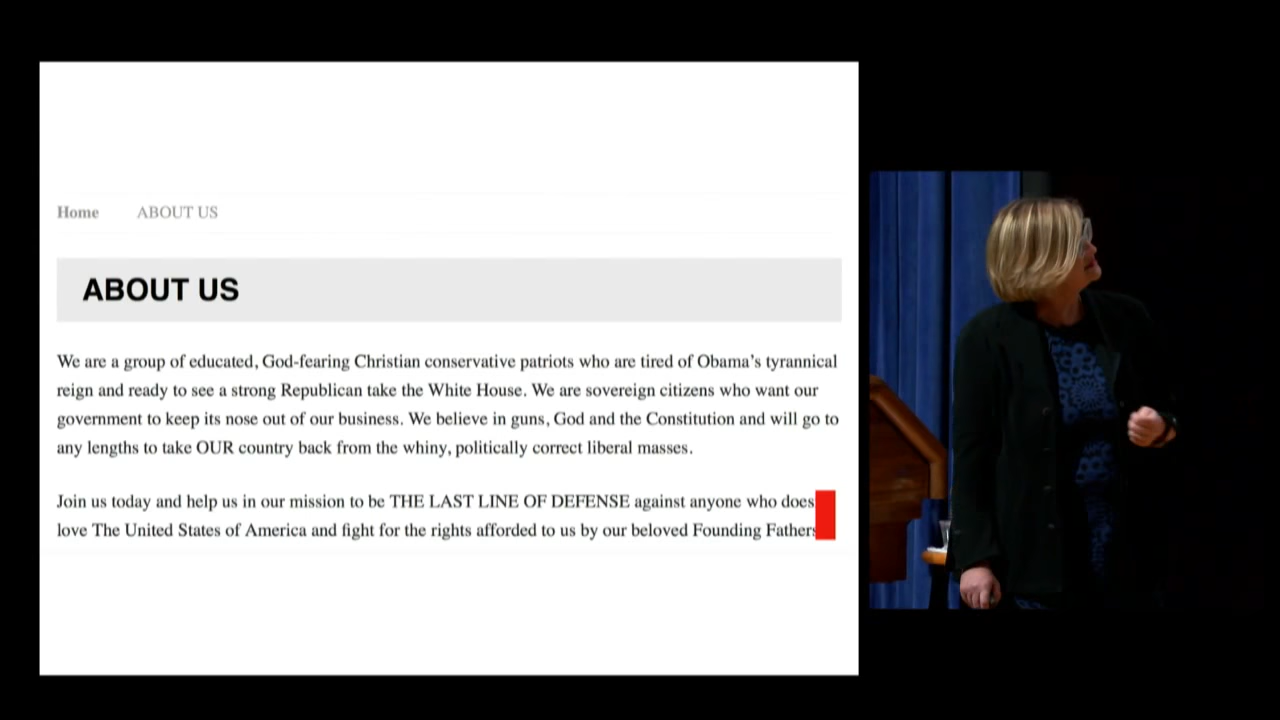 Home ABOUT US
ABOUT US
We are a group of educated, God-fearing Christian conservative patriots who are tired of Obama’s tyrannical
reign and ready to see a strong Republican take the White House. We are sovereign citizens who want our
government to keep its nose out of our business. We believe in guns, God and the Constitution and will go to
any lengths to take OUR country back from the whiny, politically correct liberal masses.
Join us today and help us in our mission to be THE LAST LINE OF DEFENSE against anyone who does
love The United States of America and fight for the rights afforded to us by our beloved Founding Fathers